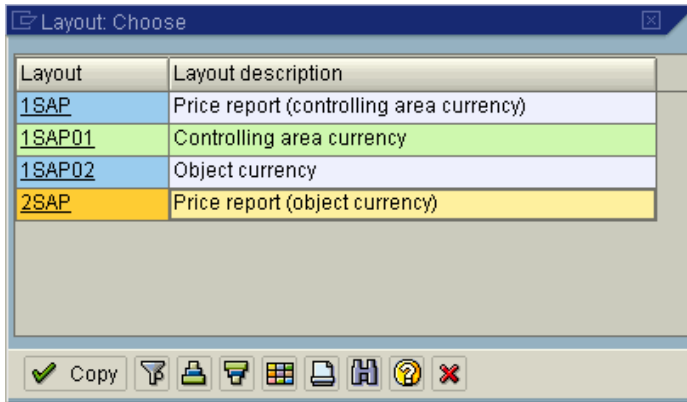 Layout: Choose
Layout Layout description
1SAP Price report (controlling area currency)
1SAP01 Controlling area currency
1SAP02 Object currency
2SAP Price report (object currency)
Copy